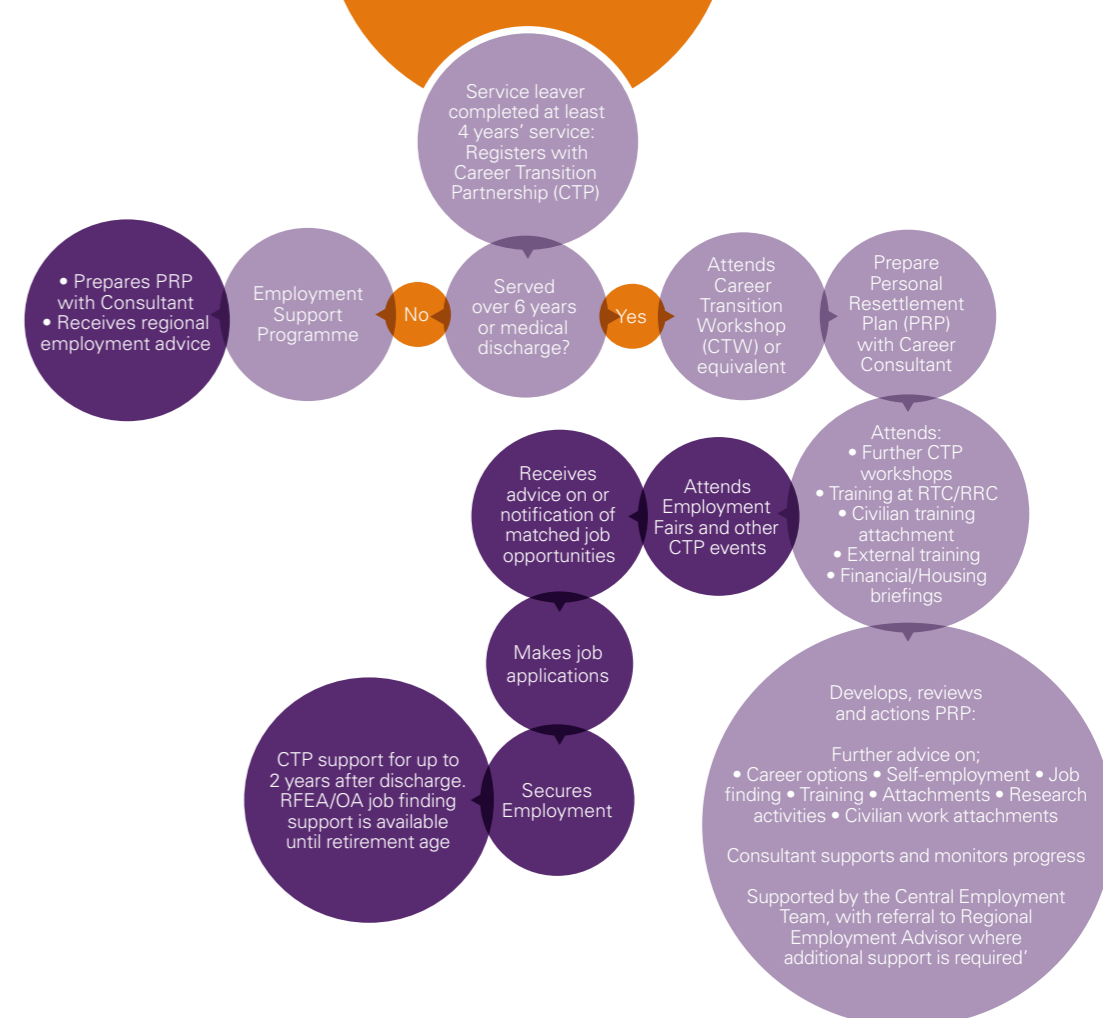 Service leaver
completed at least
4 years’ service:
Registers with
Career Transition
Partnership (CTP)
Served
over 6 years
or medical
discharge?
No
Employment
Support
Programme
• Prepares PRP
with Consultant
• Receives regional
employment advice
Yes
Attends
Career
Transition
Workshop
(CTW) or
equivalent
Prepare
Personal
Resettlement
Plan (PRP)
with Career
Consultant
Attends:
• Further CTP
workshops
• Training at RTC/RRC
• Civilian training
attachment
• External training
• Financial/Housing
briefings
Attends
Employment
Fairs and other
CTP events
Receives
advice on or
notification of
matched job
opportunities
Makes job
applications
Secures
Employment
CTP support for up to
2 years after discharge.
RFEA/OA job finding
support is available
until retirement age
Develops, reviews
and actions PRP:
Further advice on;
• Career options • Self-employment • Job
finding • Training • Attachments • Research
activities • Civilian work attachments
Consultant supports and monitors progress
Supported by the Central Employment
Team, with referral to Regional
Employment Advisor where
additional support is required’